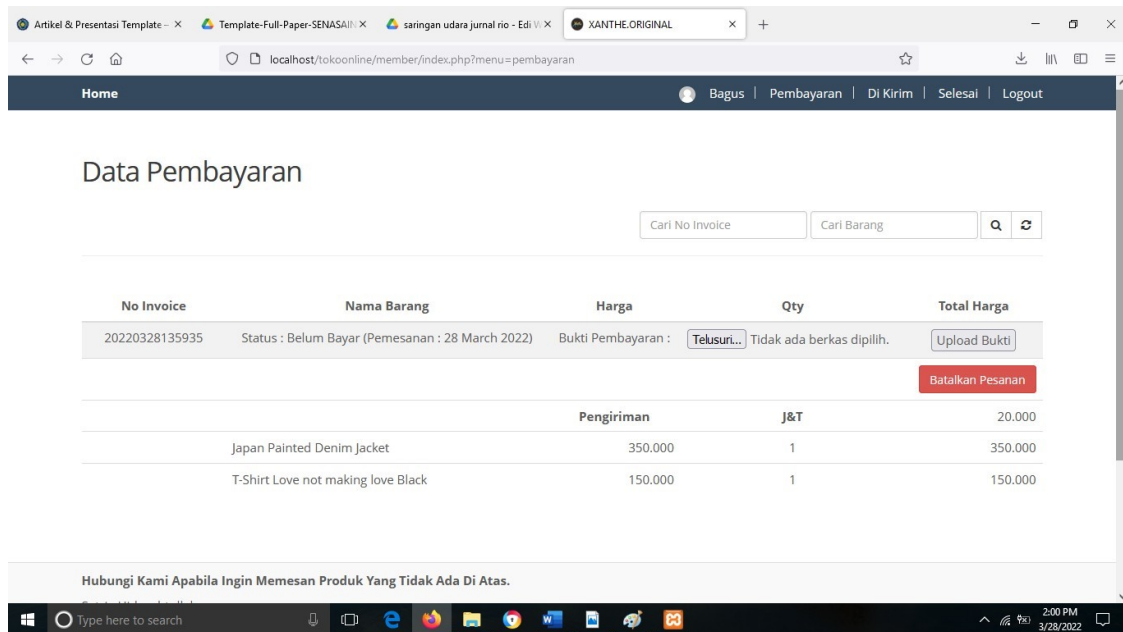 Artikel & Presentasi Template –
Template-Full-Paper-SENASAIN
saringan udara jurnal rio - Edi W
XANTHE.ORIGINAL
localhost/tokoonline/member/index.php?menu=pembayaran
Home
Bagus | Pembayaran | Di Kirim | Selesai | Logout
Data Pembayaran
Cari No Invoice
Cari Barang
No Invoice Nama Barang Harga Qty Total Harga
20220328135935 Status : Belum Bayar (Pemesanan : 28 March 2022) Bukti Pembayaran : Telusuri... Tidak ada berkas dipilih. Upload Bukti
Batalkan Pesanan
Pengiriman J&T 20.000
Japan Painted Denim Jacket 350.000 1 350.000
T-Shirt Love not making love Black 150.000 1 150.000
Hubungi Kami Apabila Ingin Memesan Produk Yang Tidak Ada Di Atas.
Type here to search
2:00 PM
3/28/2022